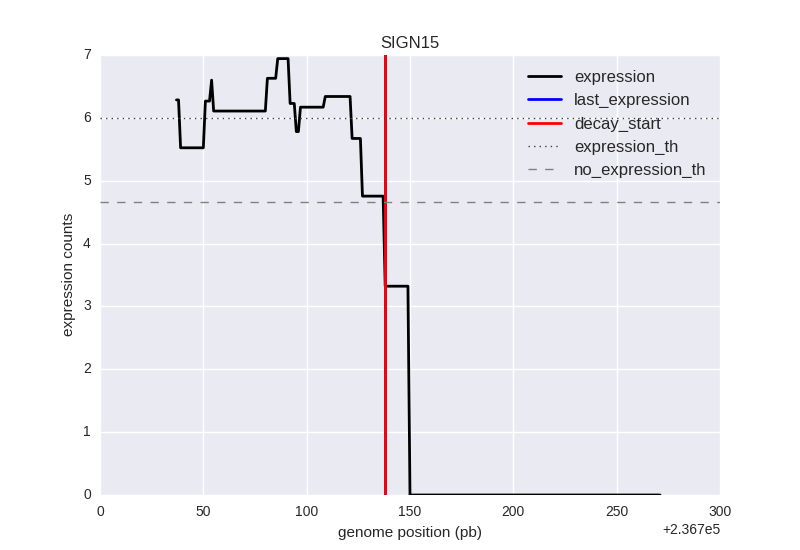 SIGN15
7
6
5
4
3
2
1
0
expression counts
expression
last_expression
decay_start
expression_th
no_expression_th
0 50 100 150 200 250 300
genome position (pb)
+2.367e5